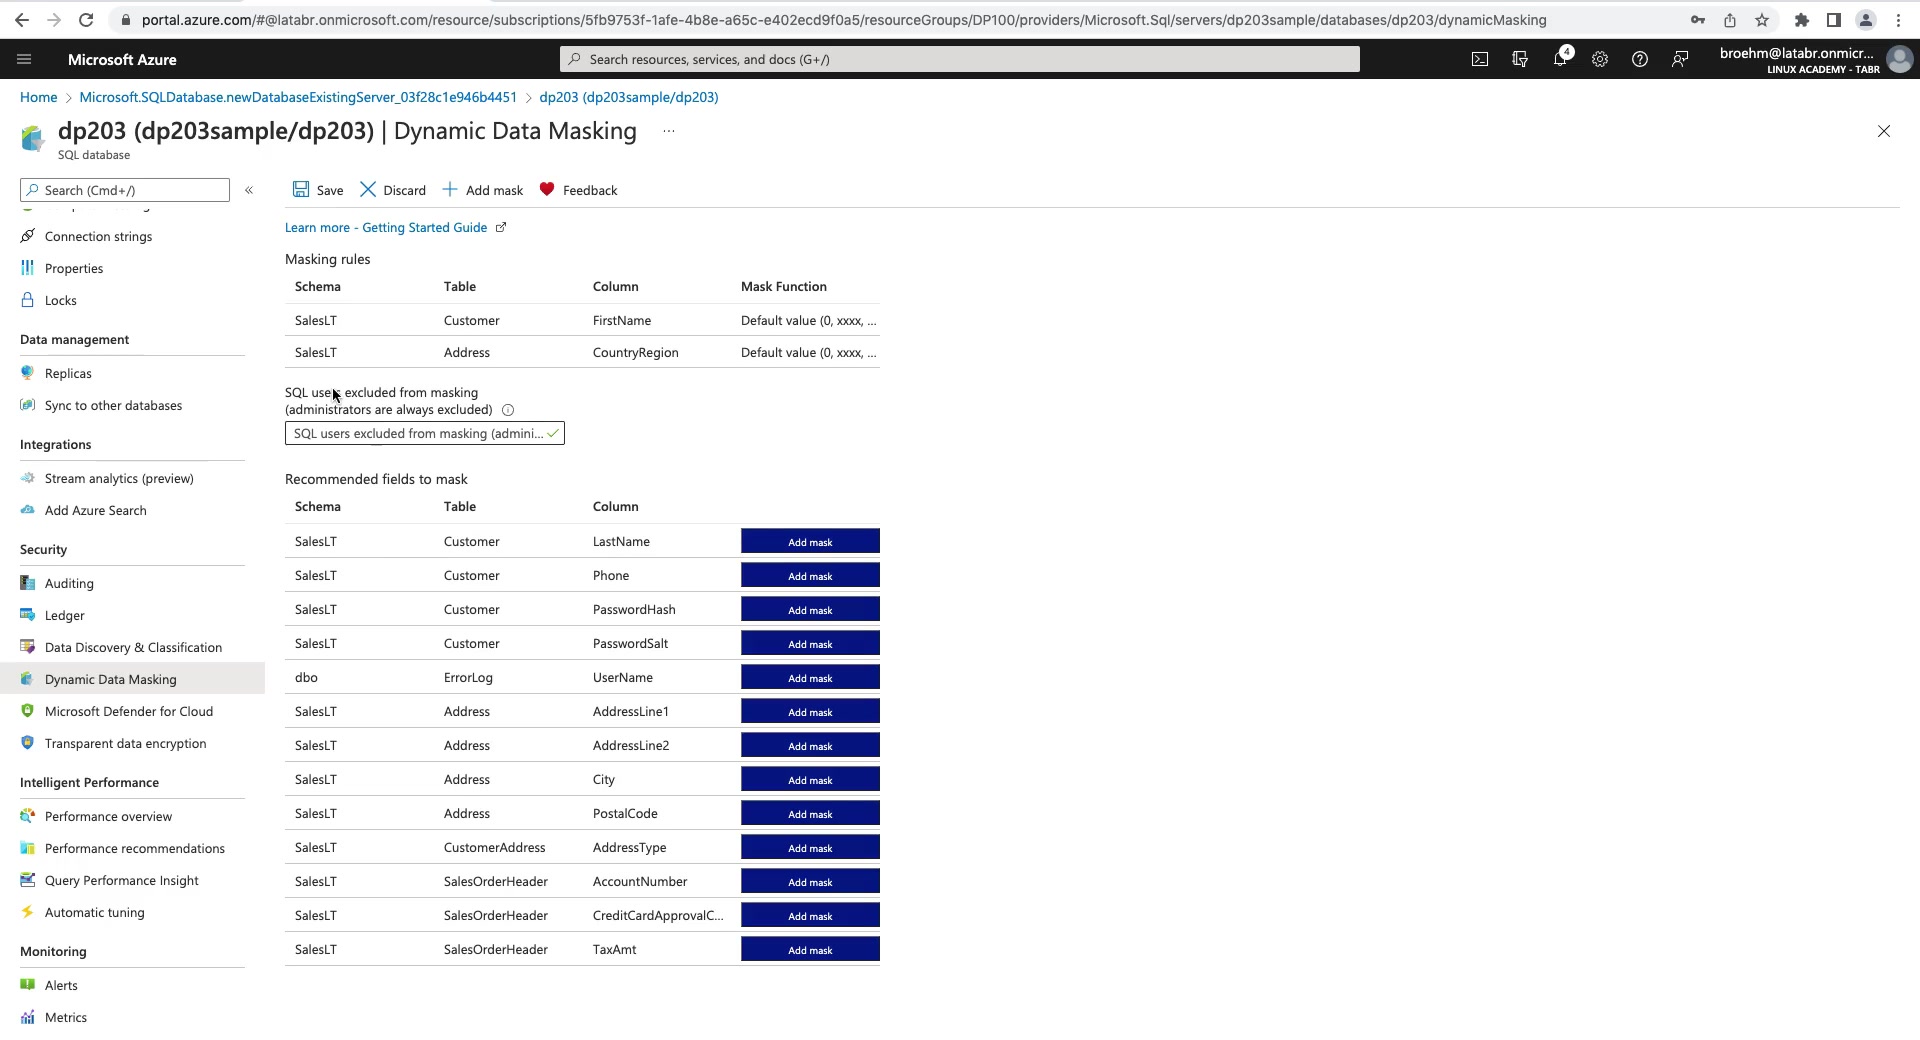 portal.azure.com/#@latabr.onmicrosoft.com/resource/subscriptions/5fb9753f-1afe-4b8e-a65c-e402ecd9f0a5/resourceGroups/DP100/providers/Microsoft.Sql/servers/dp203sample/databases/dp203/dynamicMasking
Microsoft Azure
Search resources, services, and docs (G+/)
4
broehm@latabr.onmicr...
LINUX ACADEMY - TABR
Home > Microsoft.SQLDatabase.newDatabaseExistingServer_03f28c1e946b4451 > dp203 (dp203sample/dp203)
dp203 (dp203sample/dp203) | Dynamic Data Masking ...
SQL database
Search (Cmd+/)
«
Connection strings
Properties
Locks
Data management
Replicas
Sync to other databases
Integrations
Stream analytics (preview)
Add Azure Search
Security
Auditing
Ledger
Data Discovery & Classification
Dynamic Data Masking
Microsoft Defender for Cloud
Transparent data encryption
Intelligent Performance
Performance overview
Performance recommendations
Query Performance Insight
Automatic tuning
Monitoring
Alerts
Metrics
Save Discard Add mask Feedback
Learn more - Getting Started Guide
Masking rules
Schema Table Column Mask Function
SalesLT Customer FirstName Default value (0, xxxx, ...
SalesLT Address CountryRegion Default value (0, xxxx, ...
SQL users excluded from masking
(administrators are always excluded)
SQL users excluded from masking (admini...
Recommended fields to mask
Schema Table Column
SalesLT Customer LastName Add mask
SalesLT Customer Phone Add mask
SalesLT Customer PasswordHash Add mask
SalesLT Customer PasswordSalt Add mask
dbo ErrorLog UserName Add mask
SalesLT Address AddressLine1 Add mask
SalesLT Address AddressLine2 Add mask
SalesLT Address City Add mask
SalesLT Address PostalCode Add mask
SalesLT CustomerAddress AddressType Add mask
SalesLT SalesOrderHeader AccountNumber Add mask
SalesLT SalesOrderHeader CreditCardApprovalC... Add mask
SalesLT SalesOrderHeader TaxAmt Add mask